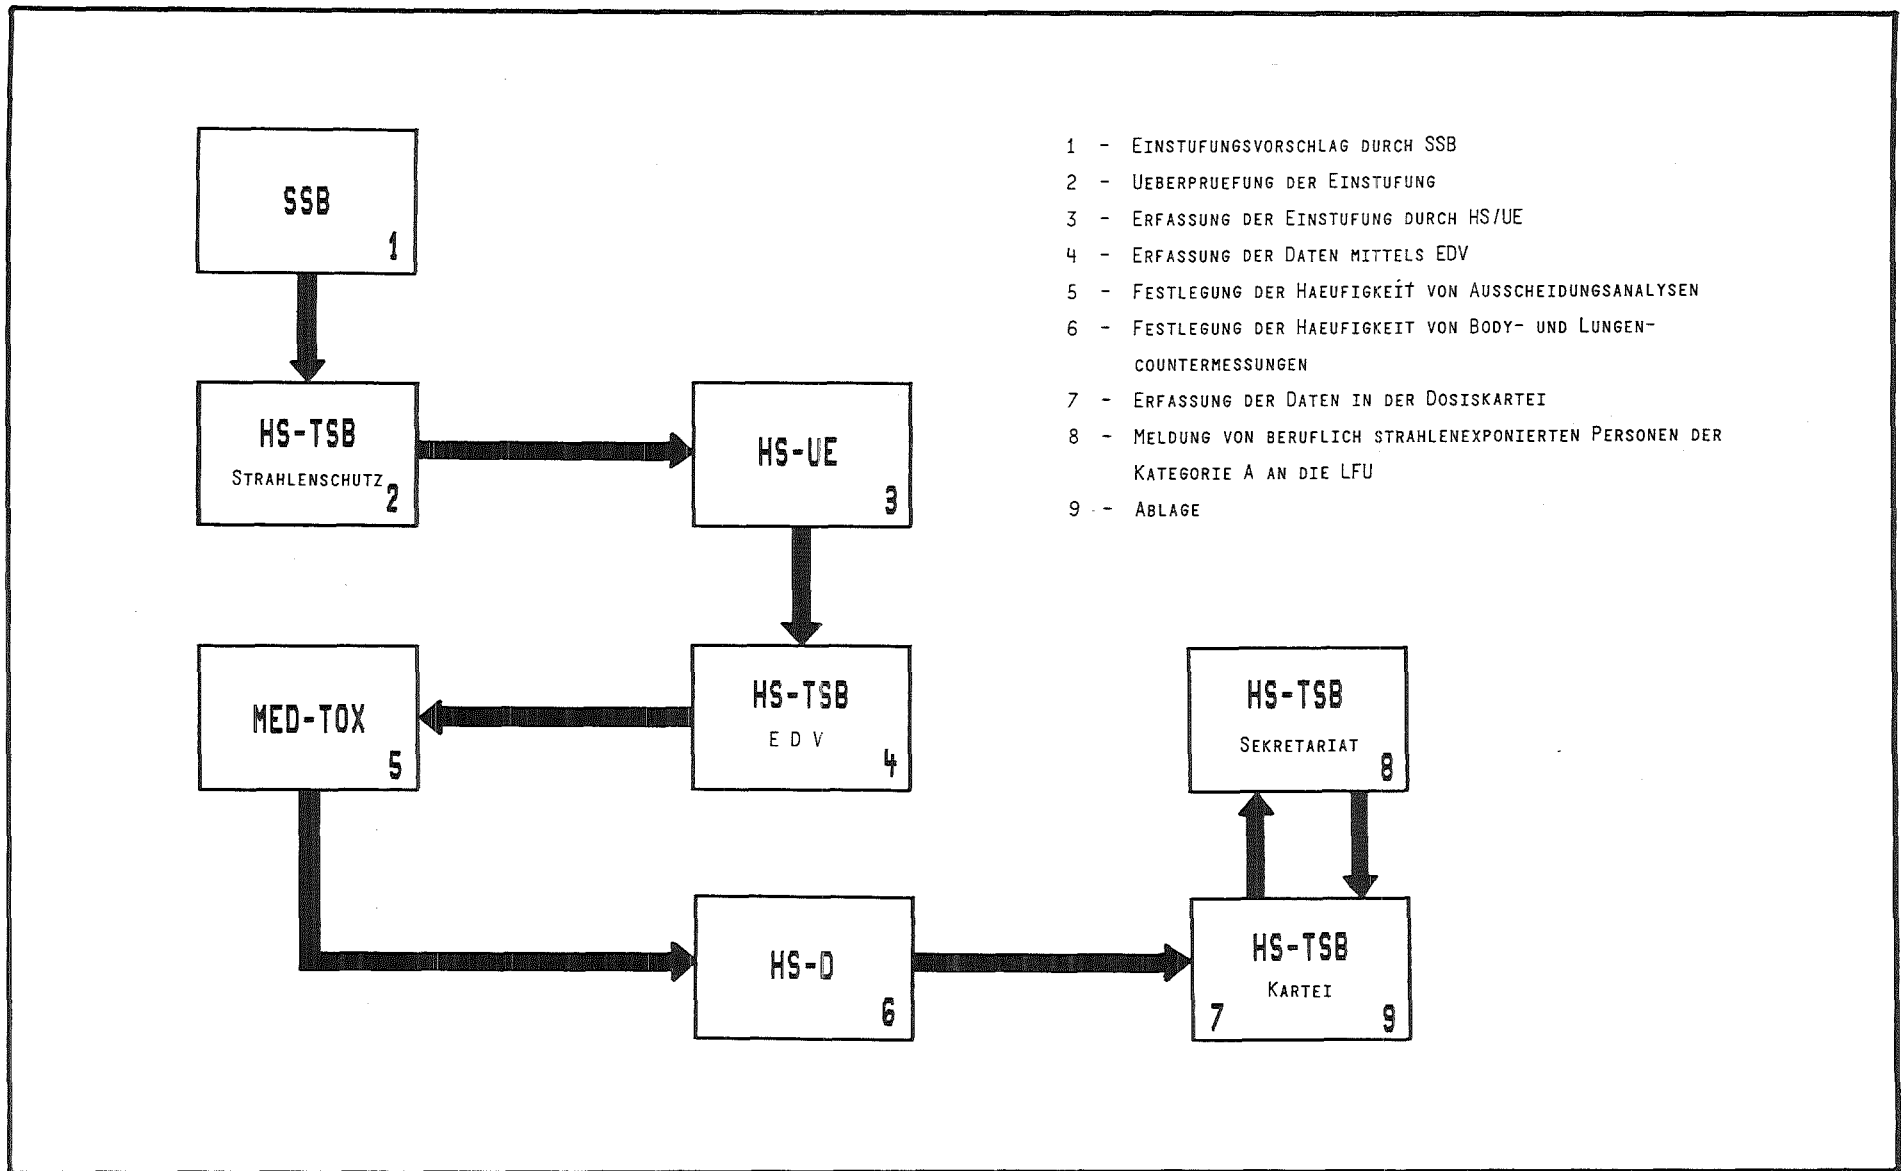 SSB
1
HS-TSB
STRAHLENSCHUTZ
2
HS-UE
3
MED-TOX
5
HS-TSB
E D V
4
HS-TSB
SEKRETARIAT
8
HS-D
6
HS-TSB
KARTEI
7
9
1 - EINSTUFUNGSVORSCHLAG DURCH SSB
2 - UEBERPRUEFUNG DER EINSTUFUNG
3 - ERFASSUNG DER EINSTUFUNG DURCH HS/UE
4 - ERFASSUNG DER DATEN MITTELS EDV
5 - FESTLEGUNG DER HAEUFIGKEIT VON AUSSCHEIDUNGSANALYSEN
6 - FESTLEGUNG DER HAEUFIGKEIT VON BODY- UND LUNGEN-
COUNTERMESSUNGEN
7 - ERFASSUNG DER DATEN IN DER DOSISKARTEI
8 - MELDUNG VON BERUFLICH STRAHLENEXPONIERTEN PERSONEN DER
KATEGORIE A AN DIE LFU
9 - ABLAGE